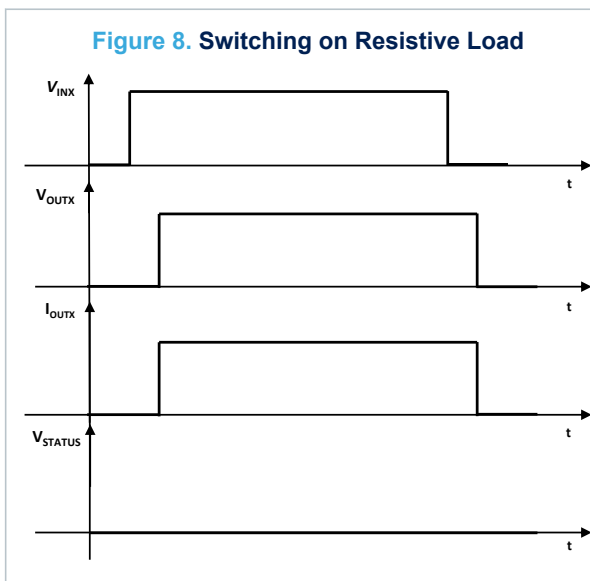 Figure 8. Switching on Resistive Load
VINX
t
VOUTX
t
IOUTX
t
VSTATUS
t